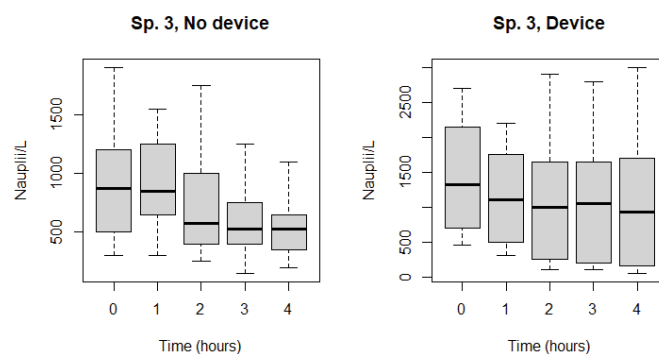 Sp. 3, No device
Nauplii/L
500
1000
1500
0 1 2 3 4
Time (hours)
Sp. 3, Device
Nauplii/L
0
500
1500
2500
0 1 2 3 4
Time (hours)